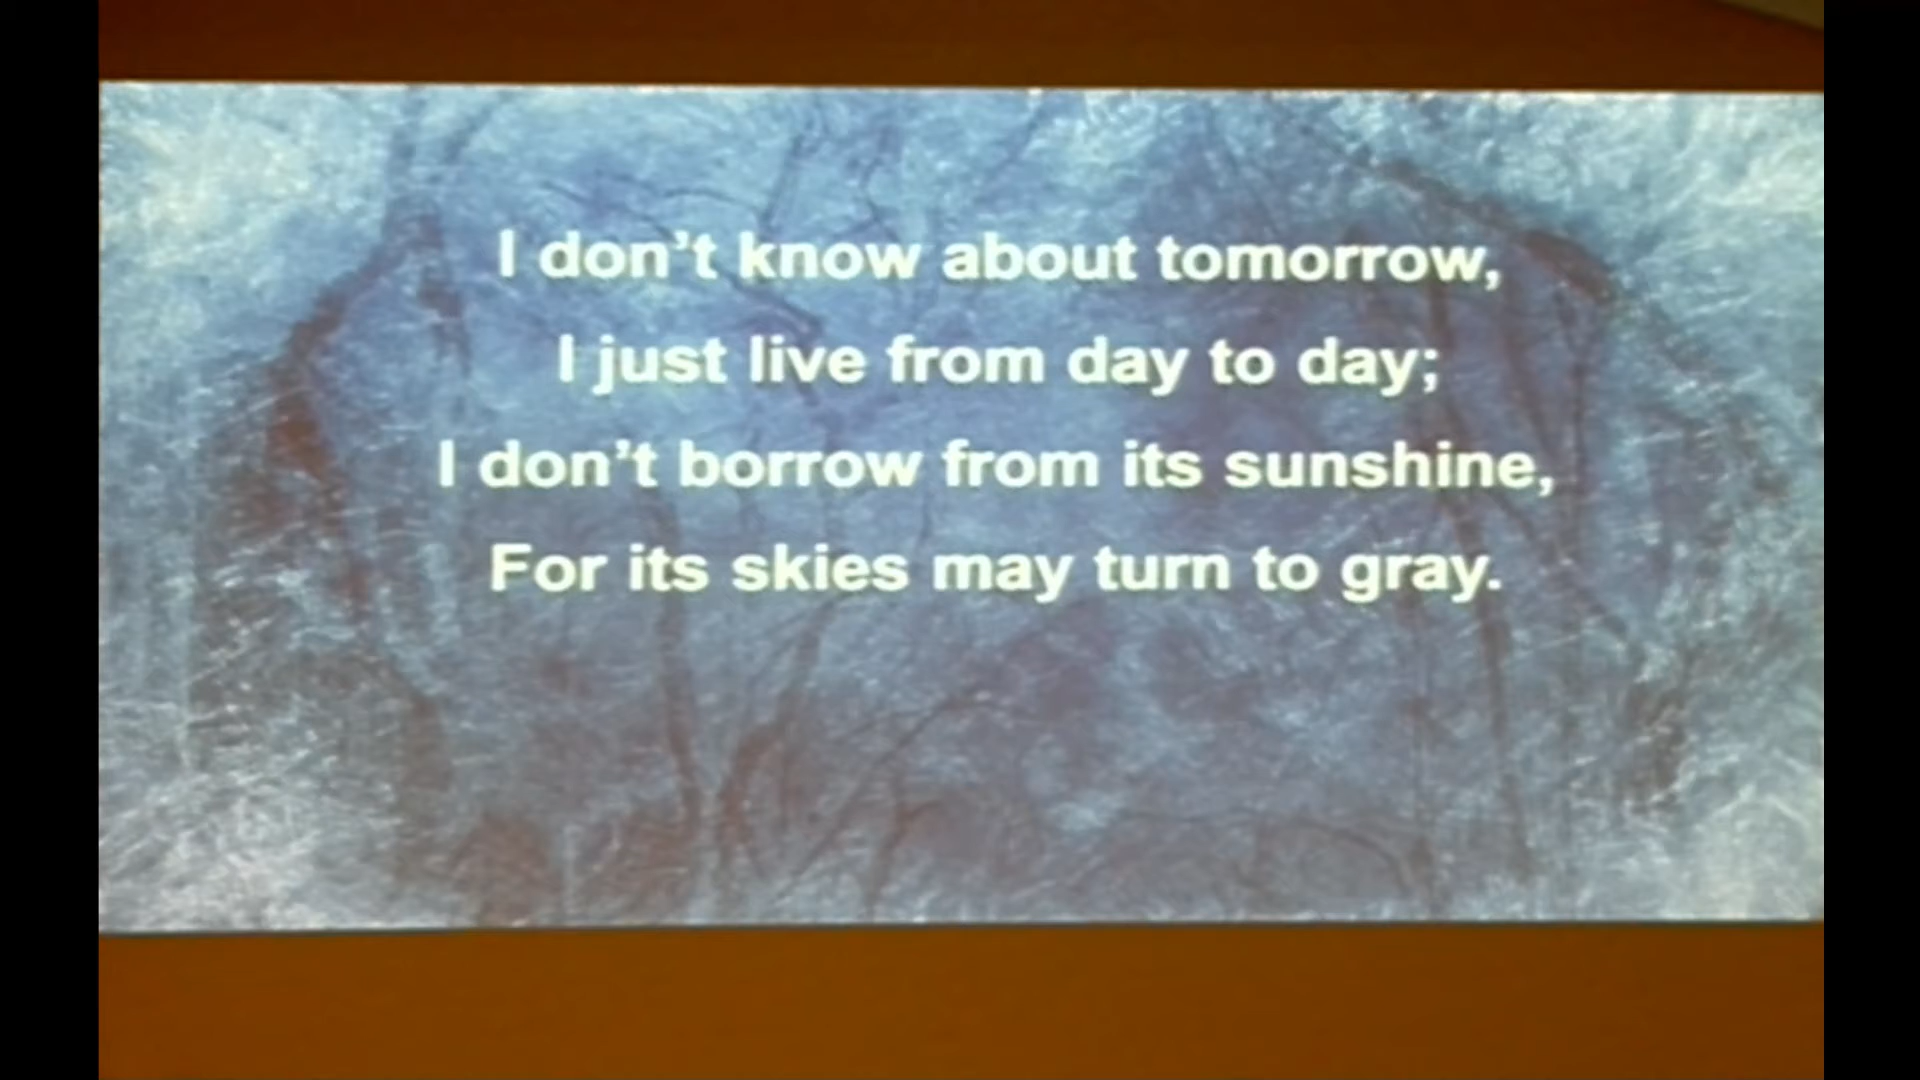 I don’t know about tomorrow,
I just live from day to day;
I don’t borrow from its sunshine,
For its skies may turn to gray.